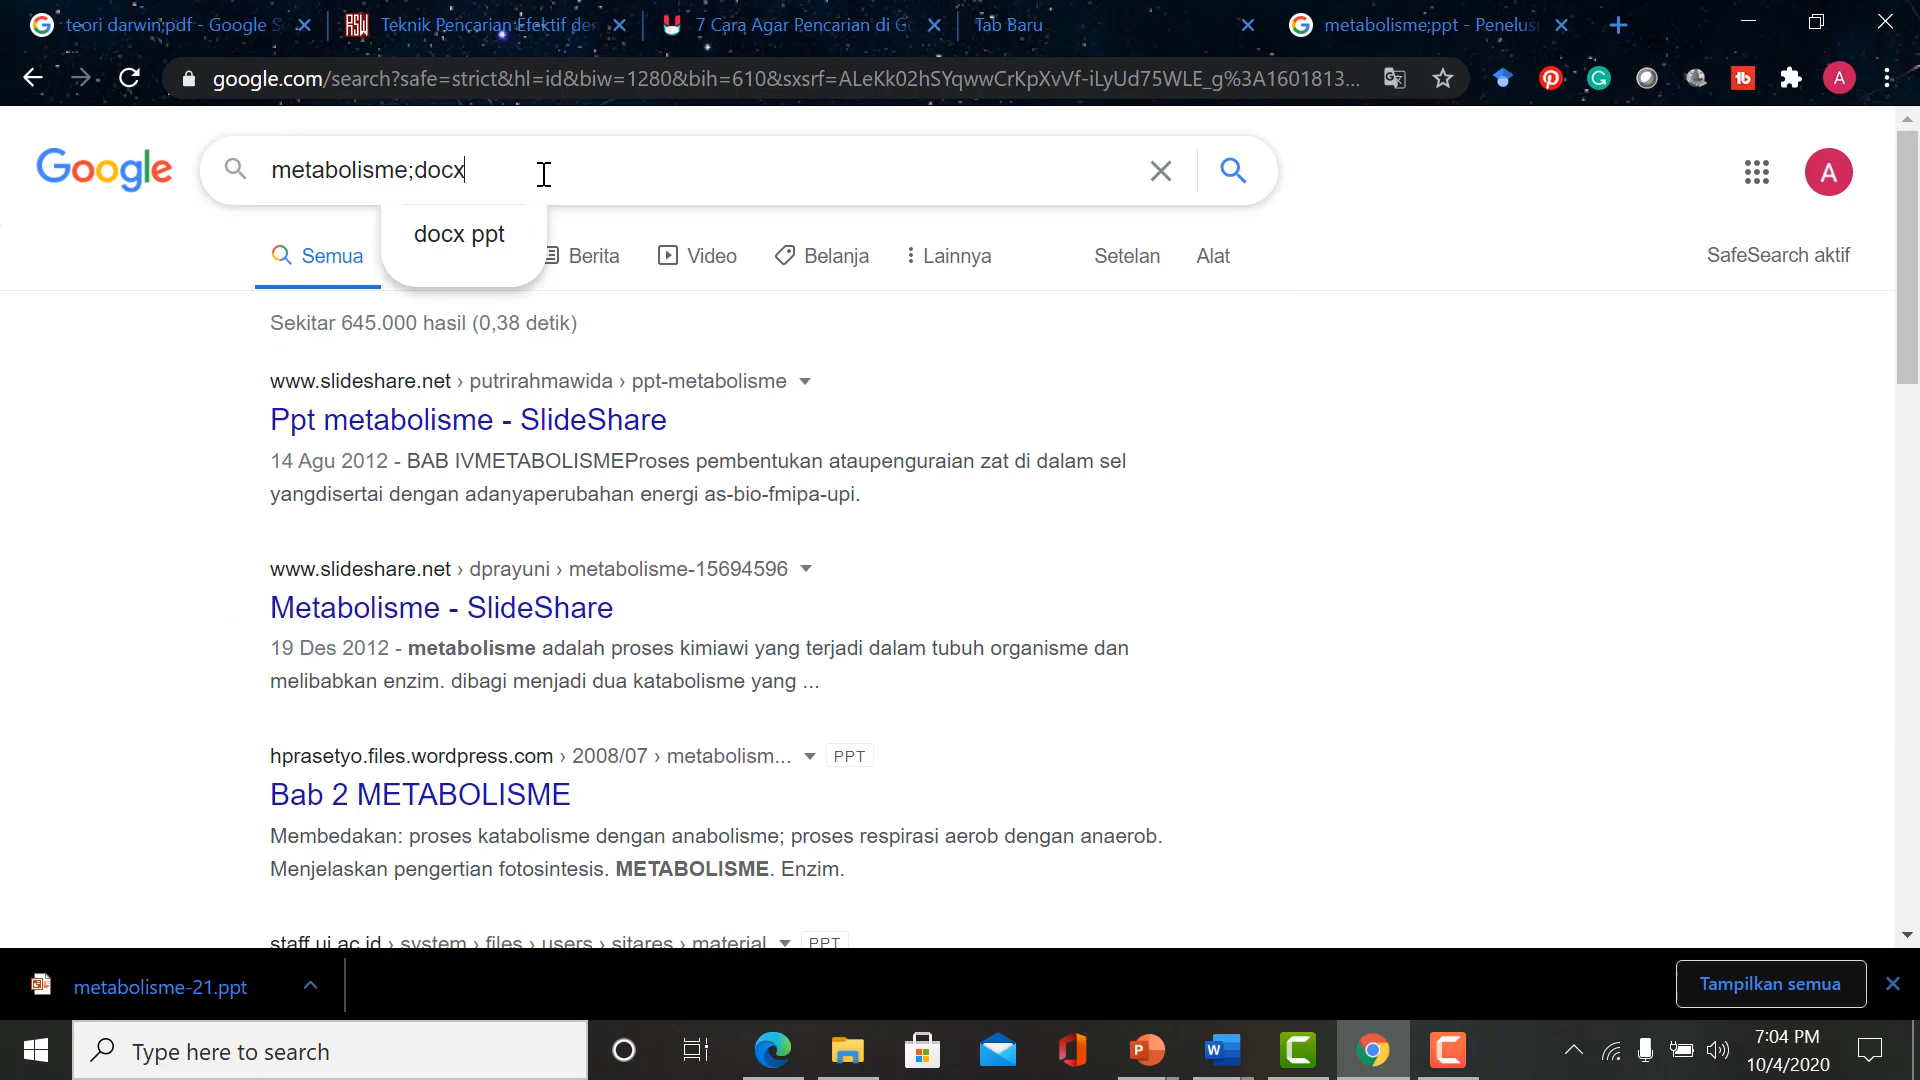 teori darwin;pdf - Google S
Teknik Pencarian Efektif de
7 Cara Agar Pencarian di G
Tab Baru
metabolisme;ppt - Penelus
google.com/search?safe=strict&hl=id&biw=1280&bih=610&sxsrf=ALeKk02hSYqwwCrKpXvVf-iLyUd75WLE_g%3A1601813...
A
Google
metabolisme;docx
A
docx ppt
Semua
Berita
Video
Belanja
Lainnya
Setelan
Alat
SafeSearch aktif
Sekitar 645.000 hasil (0,38 detik)
www.slideshare.net › putrirahmawida › ppt-metabolisme
Ppt metabolisme - SlideShare
14 Agu 2012 - BAB IVMETABOLISMEProses pembentukan ataupenguraian zat di dalam sel
yangdisertai dengan adanyaperubahan energi as-bio-fmipa-upi.
www.slideshare.net › dprayuni › metabolisme-15694596
Metabolisme - SlideShare
19 Des 2012 - metabolisme adalah proses kimiawi yang terjadi dalam tubuh organisme dan
melibabkan enzim. dibagi menjadi dua katabolisme yang ...
hprasetyo.files.wordpress.com › 2008/07 › metabolism... PPT
Bab 2 METABOLISME
Membedakan: proses katabolisme dengan anabolisme; proses respirasi aerob dengan anaerob.
Menjelaskan pengertian fotosintesis. METABOLISME. Enzim.
staff.ui.ac.id › system › files › users › sitares › material PPT
metabolisme-21.ppt
Tampilkan semua
Type here to search
7:04 PM
10/4/2020